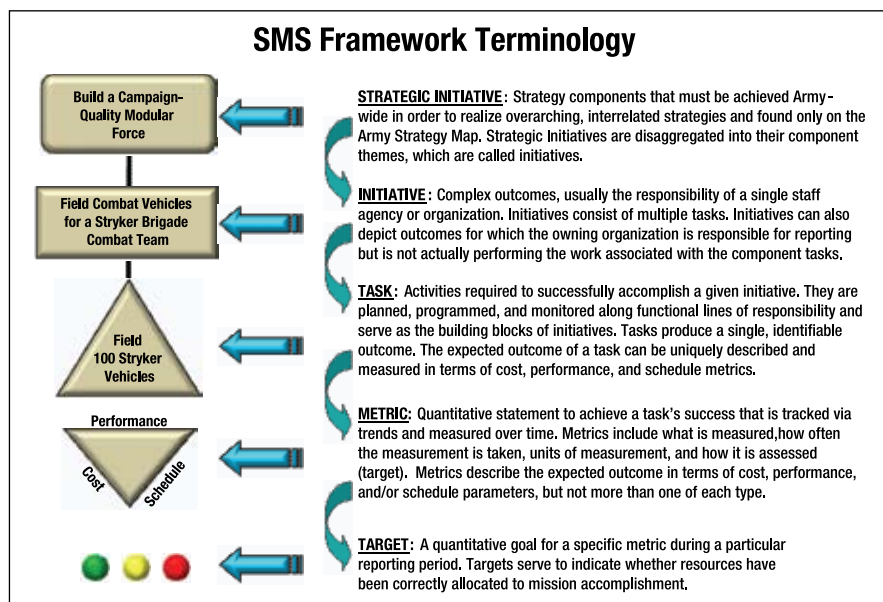 SMS Framework Terminology
Build a Campaign-
Quality Modular
Force
STRATEGIC INITIATIVE: Strategy components that must be achieved Army-
wide in order to realize overarching, interrelated strategies and found only on the
Army Strategy Map. Strategic Initiatives are disaggregated into their component
themes, which are called initiatives.
Field Combat Vehicles
for a Stryker Brigade
Combat Team
INITIATIVE: Complex outcomes, usually the responsibility of a single staff
agency or organization. Initiatives consist of multiple tasks. Initiatives can also
depict outcomes for which the owning organization is responsible for reporting
but is not actually performing the work associated with the component tasks.
Field
100 Stryker
Vehicles
TASK: Activities required to successfully accomplish a given initiative. They are
planned, programmed, and monitored along functional lines of responsibility and
serve as the building blocks of initiatives. Tasks produce a single, identifiable
outcome. The expected outcome of a task can be uniquely described and
measured in terms of cost, performance, and schedule metrics.
Performance
Cost
Schedule
METRIC: Quantitative statement to achieve a task's success that is tracked via
trends and measured over time. Metrics include what is measured,how often
the measurement is taken, units of measurement, and how it is assessed
(target). Metrics describe the expected outcome in terms of cost, performance,
and/or schedule parameters, but not more than one of each type.
TARGET: A quantitative goal for a specific metric during a particular
reporting period. Targets serve to indicate whether resources have
been correctly allocated to mission accomplishment.